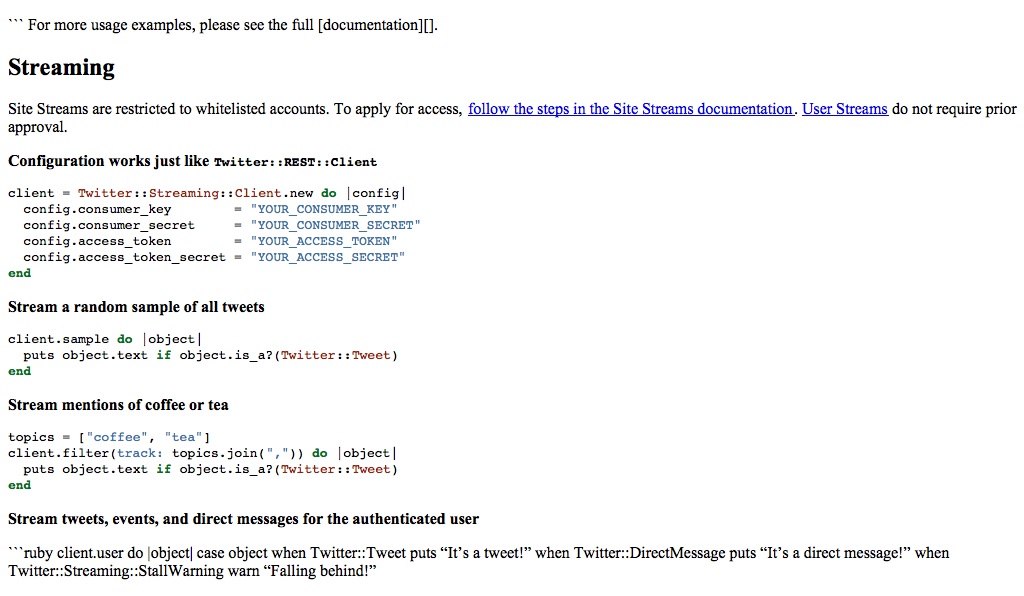 ``` For more usage examples, please see the full [documentation][].
Streaming
Site Streams are restricted to whitelisted accounts. To apply for access, follow the steps in the Site Streams documentation. User Streams do not require prior
approval.
Configuration works just like Twitter::REST::Client
client = Twitter::Streaming::Client.new do |config|
  config.consumer_key        = "YOUR_CONSUMER_KEY"
  config.consumer_secret     = "YOUR_CONSUMER_SECRET"
  config.access_token        = "YOUR_ACCESS_TOKEN"
  config.access_token_secret = "YOUR_ACCESS_SECRET"
end
Stream a random sample of all tweets
client.sample do |object|
  puts object.text if object.is_a?(Twitter::Tweet)
end
Stream mentions of coffee or tea
topics = ["coffee", "tea"]
client.filter(track: topics.join(",")) do |object|
  puts object.text if object.is_a?(Twitter::Tweet)
end
Stream tweets, events, and direct messages for the authenticated user
```ruby client.user do |object| case object when Twitter::Tweet puts “It’s a tweet!” when Twitter::DirectMessage puts “It’s a direct message!” when
Twitter::Streaming::StallWarning warn “Falling behind!”